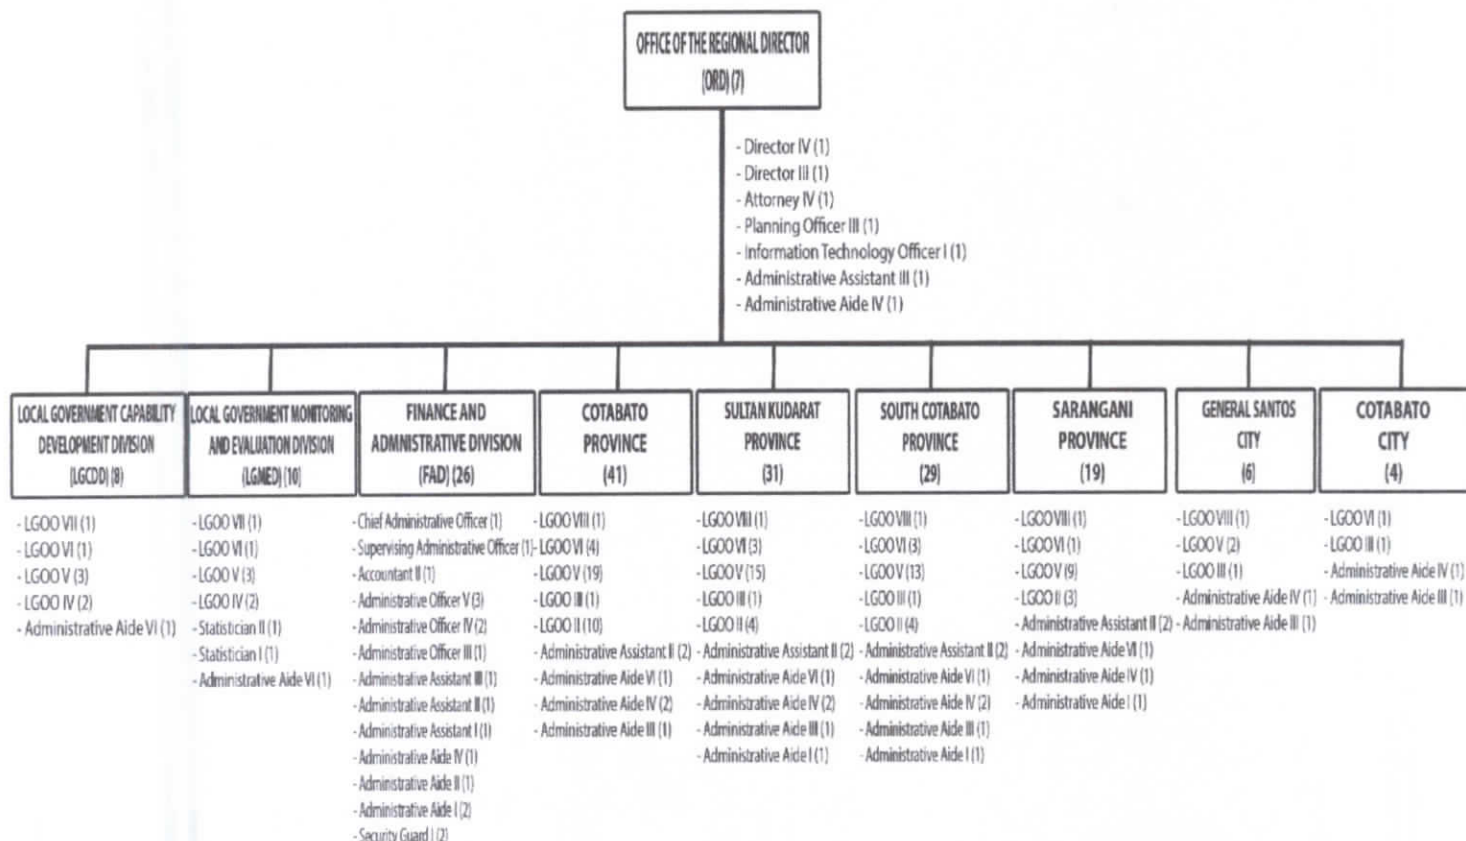 OFFICE OF THE REGIONAL DIRECTOR
(ORD) (7)
- Director IV (1)
- Director III (1)
- Attorney IV (1)
- Planning Officer III (1)
- Information Technology Officer I (1)
- Administrative Assistant III (1)
- Administrative Aide IV (1)
LOCAL GOVERNMENT CAPABILITY
DEVELOPMENT DIVISION
(LGCDD) (8)
- LGOO VII (1)
- LGOO VI (1)
- LGOO V (3)
- LGOO IV (2)
- Administrative Aide VI (1)
LOCAL GOVERNMENT MONITORING
AND EVALUATION DIVISION
(LGMED) (10)
- LGOO VII (1)
- LGOO VI (1)
- LGOO V (3)
- LGOO IV (2)
- Statistician II (1)
- Statistician I (1)
- Administrative Aide VI (1)
FINANCE AND
ADMNISTRATIVE DIVISION
(FAD) (26)
- Chief Administrative Officer (1)
- Supervising Administrative Officer (1)
- Accountant II (1)
- Administrative Officer V (3)
- Administrative Officer IV (2)
- Administrative Officer III (1)
- Administrative Assistant III (1)
- Administrative Assistant II (1)
- Administrative Assistant I (1)
- Administrative Aide IV (1)
- Administrative Aide II (1)
- Administrative Aide I (2)
- Security Guard I (2)
COTABATO
PROVINCE
(41)
- LGOO VIII (1)
- LGOO VI (4)
- LGOO V (19)
- LGOO III (1)
- LGOO II (10)
- Administrative Assistant II (2)
- Administrative Aide VI (1)
- Administrative Aide IV (2)
- Administrative Aide III (1)
SULTAN KUDARAT
PROVINCE
(31)
- LGOO VIII (1)
- LGOO VI (3)
- LGOO V (15)
- LGOO III (1)
- LGOO II (4)
- Administrative Assistant II (2)
- Administrative Aide VI (1)
- Administrative Aide IV (2)
- Administrative Aide III (1)
- Administrative Aide I (1)
SOUTH COTABATO
PROVINCE
(29)
- LGOO VIII (1)
- LGOO VI (3)
- LGOO V (13)
- LGOO III (1)
- LGOO II (4)
- Administrative Assistant II (2)
- Administrative Aide VI (1)
- Administrative Aide IV (2)
- Administrative Aide III (1)
- Administrative Aide I (1)
SARANGANI
PROVINCE
(19)
- LGOO VIII (1)
- LGOO VI (1)
- LGOO V (9)
- LGOO II (3)
- Administrative Assistant II (2)
- Administrative Aide VI (1)
- Administrative Aide IV (1)
- Administrative Aide I (1)
GENERAL SANTOS
CITY
(6)
- LGOO VIII (1)
- LGOO V (2)
- LGOO III (1)
- Administrative Aide IV (1)
- Administrative Aide III (1)
COTABATO
CITY
(4)
- LGOO VI (1)
- LGOO III (1)
- Administrative Aide IV (1)
- Administrative Aide III (1)